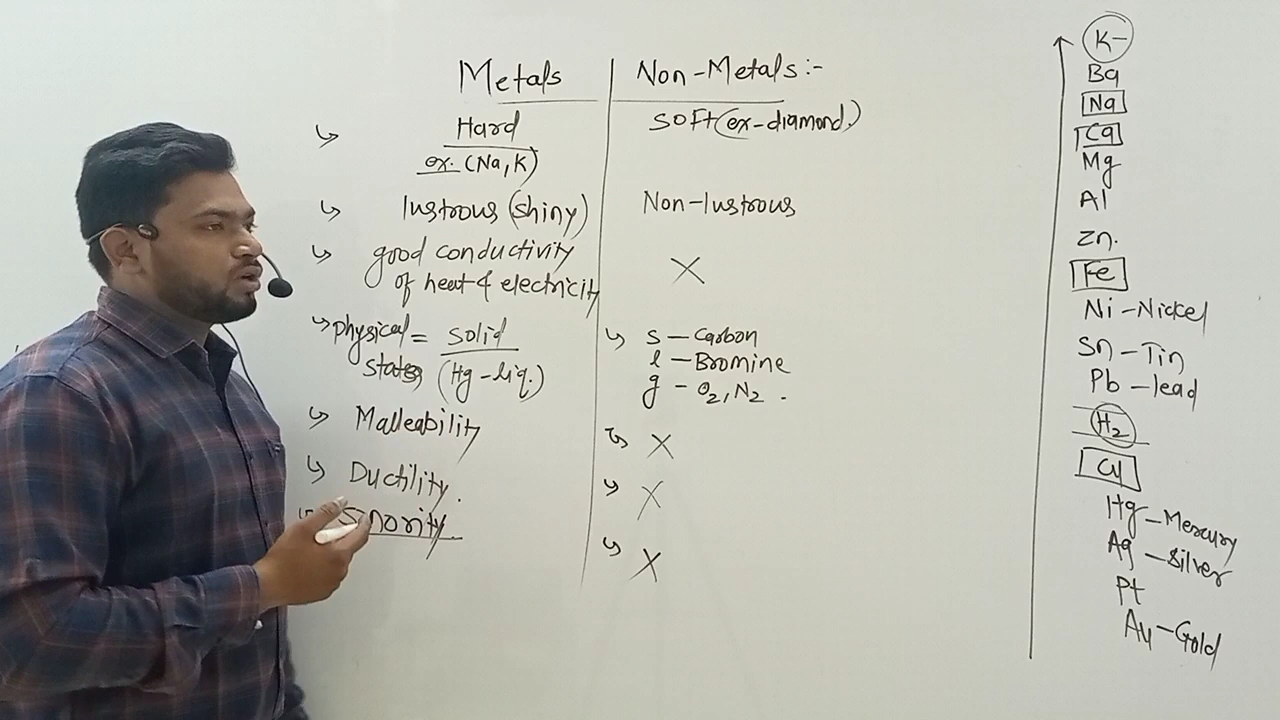 Metals
Non-Metals:-
Hard
Soft (ex-diamond.)
ex. (Na, K)
lustrous (shiny)
Non-lustrous
good conductivity
of heat & electricity
X
Physical = Solid
States (Hg-liq.)
s - Carbon
l - Bromine
g - O2, N2.
Malleability
X
Ductility.
X
Sonority.
X
K-
Ba
Na
Ca
Mg
Al
Zn.
Fe
Ni-Nickel
Sn-Tin
Pb-lead
H2
Cu
Hg-Mercury
Ag-Silver
Pt
Au-Gold